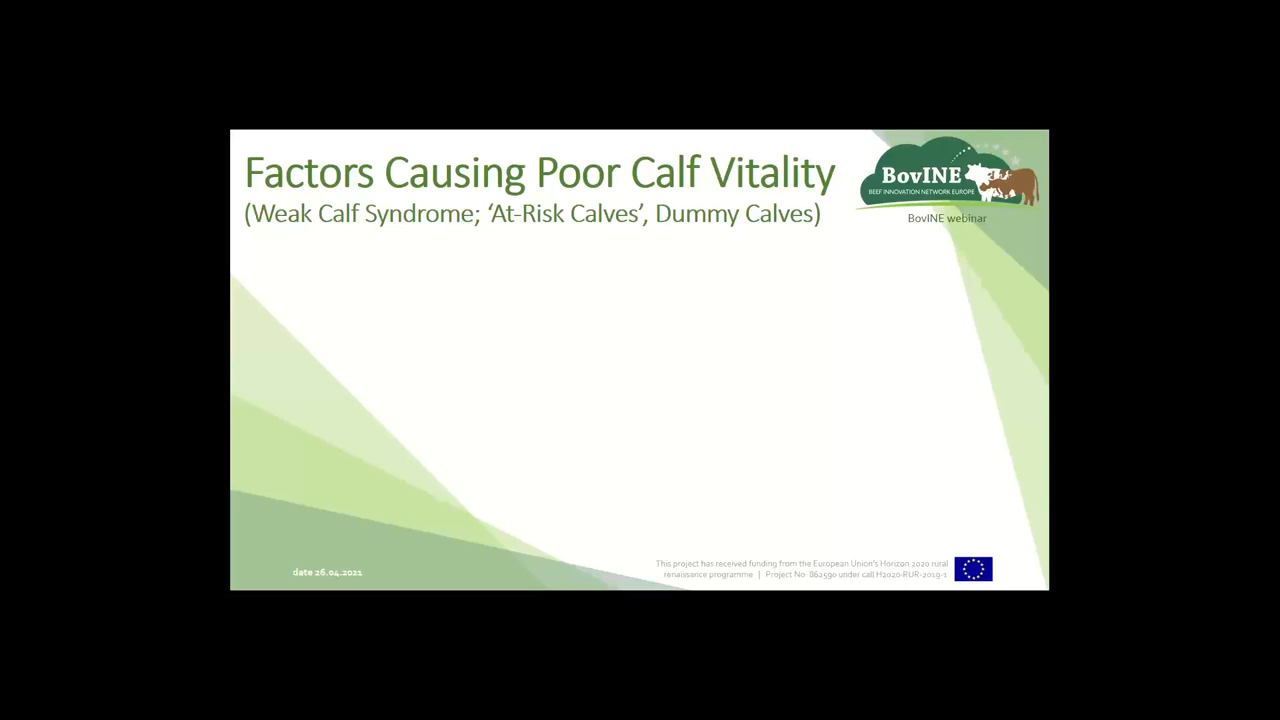 Factors Causing Poor Calf Vitality
(Weak Calf Syndrome; ‘At-Risk Calves’, Dummy Calves)
BovINE
BEEF INNOVATION NETWORK EUROPE
BovINE webinar
date 26.04.2021
This project has received funding from the European Union's Horizon 2020 rural
renaissance programme | Project No 862590 under call H2020-RUR-2019-1